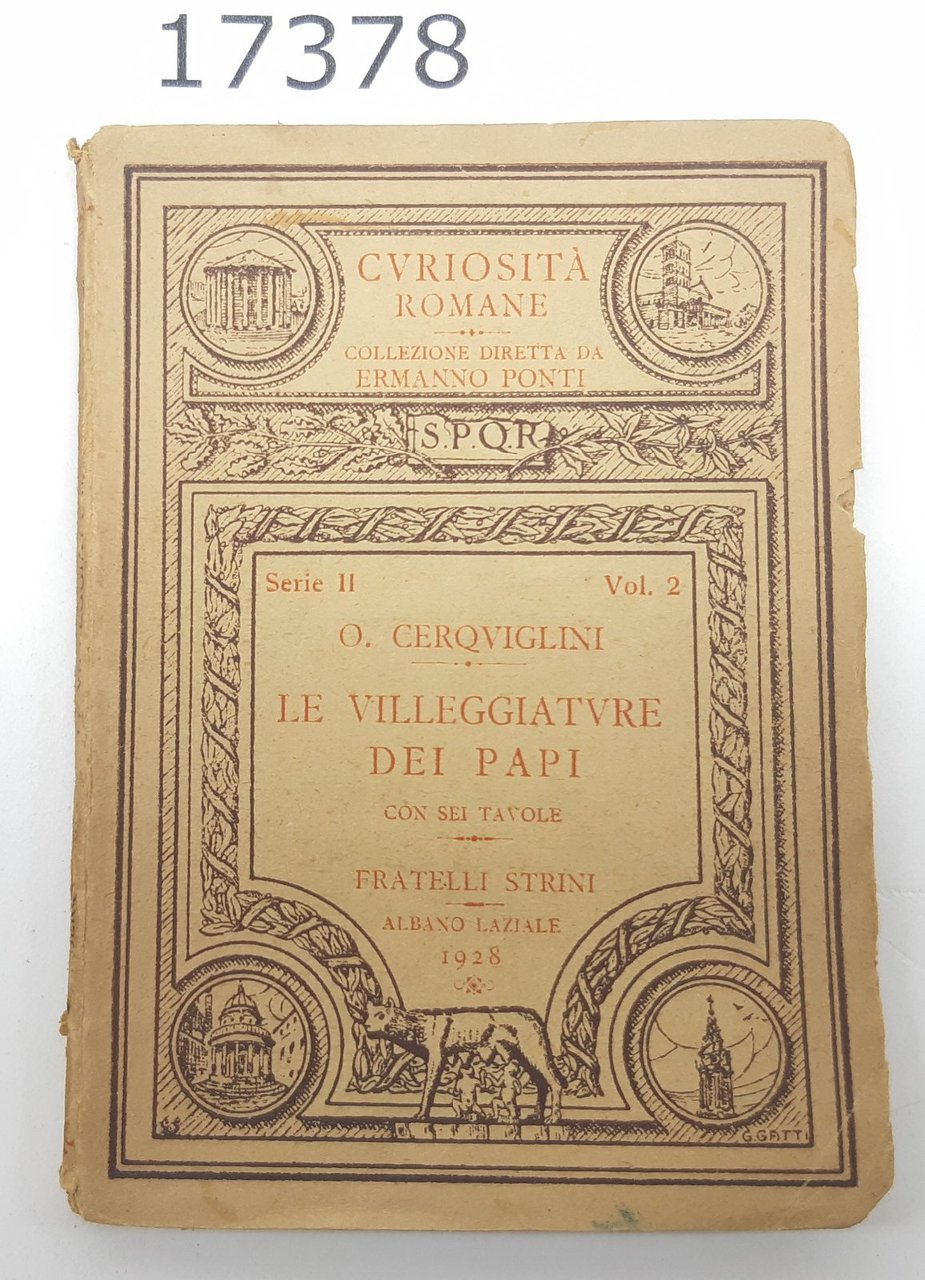 17378
CVRIOSITÀ
ROMANE
COLLEZIONE DIRETTA DA
ERMANNO PONTI
S.P.Q.R.
Serie II Vol. 2
O. CERQVIGLINI
LE VILLEGGIATVRE
DEI PAPI
CON SEI TAVOLE
FRATELLI STRINI
ALBANO LAZIALE
1928
G.GATTI